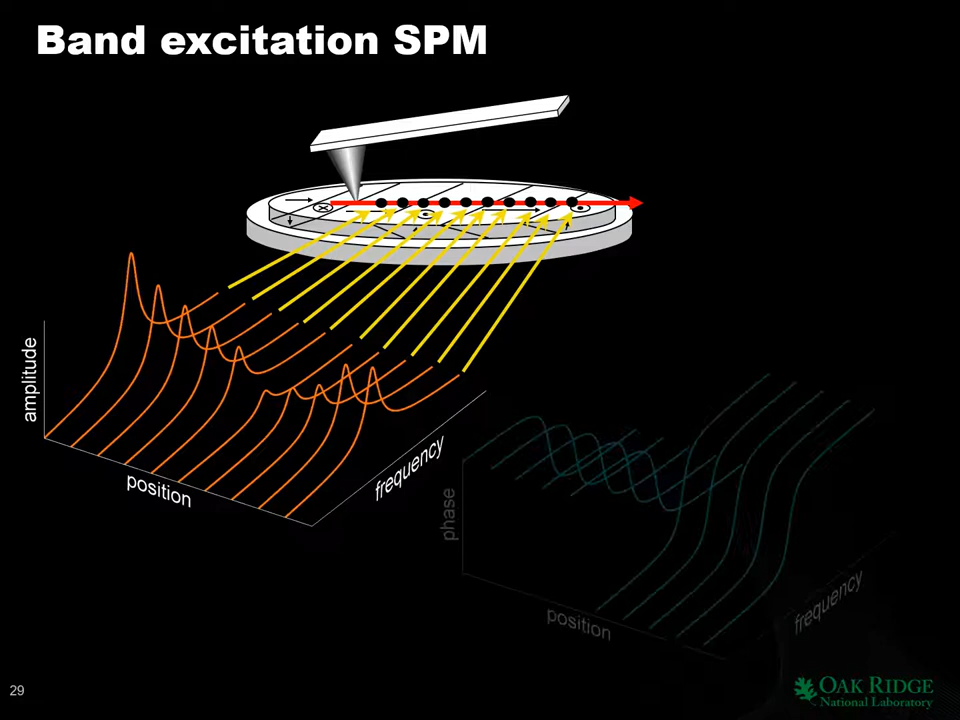 Band excitation SPM
amplitude
position
frequency
phase
position
frequency
29
OAK RIDGE
National Laboratory